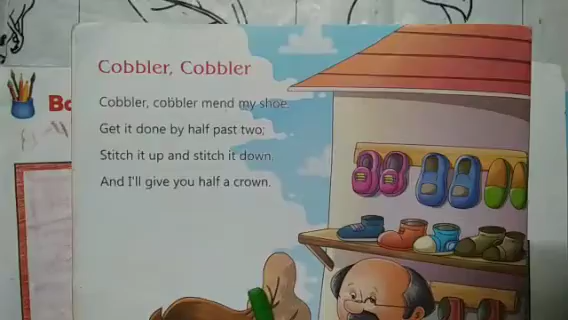 Cobbler, Cobbler
Cobbler, cobbler mend my shoe.
Get it done by half past two;
Stitch it up and stitch it down,
And I'll give you half a crown.